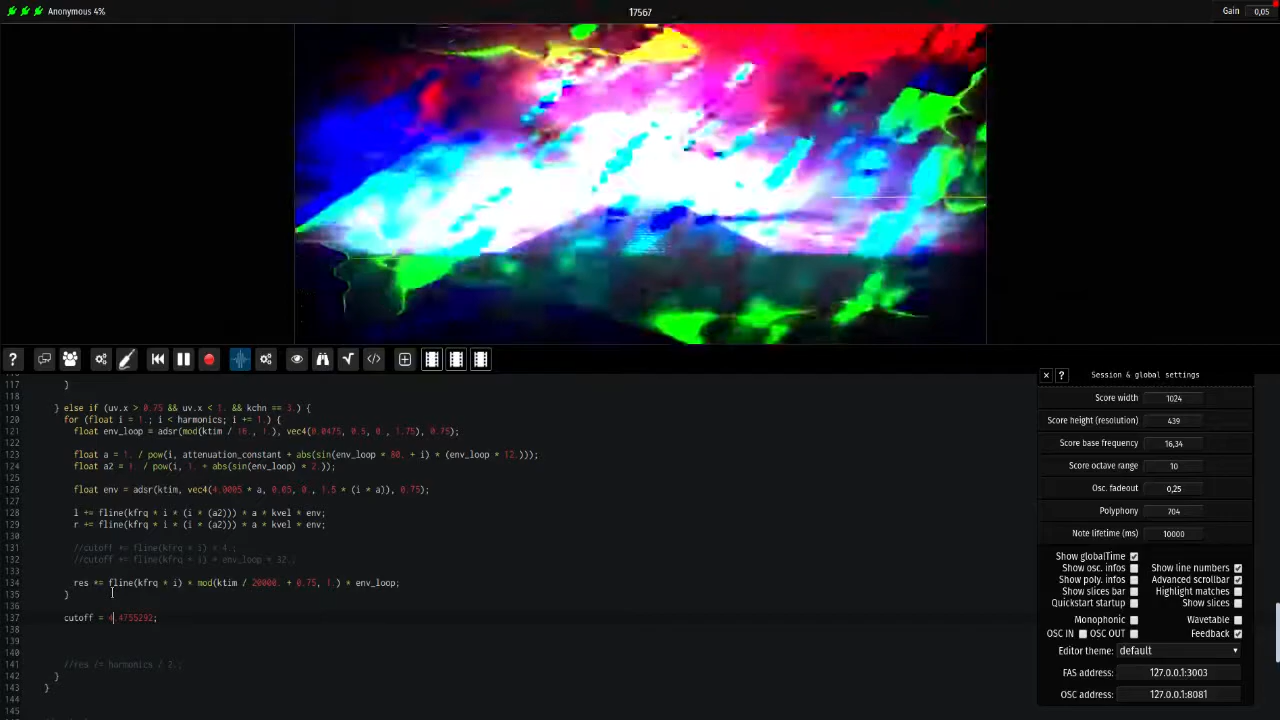 Anonymous 4%
17567
Gain 0,05
?
</>
117 }
118
119 } else if (uv.x > 0.75 && uv.x < 1. && kchn == 3.) {
120 for (float i = 1.; i < harmonics; i += 1.) {
121 float env_loop = adsr(mod(ktim / 16., 1.), vec4(0.0475, 0.5, 0., 1.75), 0.75);
122
123 float a = 1. / pow(i, attenuation_constant + abs(sin(env_loop * 80. + i) * (env_loop * 12.)));
124 float a2 = 1. / pow(i, 1. + abs(sin(env_loop) * 2.));
125
126 float env = adsr(ktim, vec4(4.0005 * a, 0.05, 0., 1.5 * (i * a)), 0.75);
127
128 l += fline(kfrq * i * (i * (a2))) * a * kvel * env;
129 r += fline(kfrq * i * (i * (a2))) * a * kvel * env;
130
131 //cutoff *= fline(kfrq * i) * 4.;
132 //cutoff += fline(kfrq * i) * env_loop * 32.;
133
134 res *= fline(kfrq * i) * mod(ktim / 20000. + 0.75, 1.) * env_loop;
135 }
136
137 cutoff = 4.4755292;
138
139
140
141 //res /= harmonics / 2.;
142 }
143 }
144
145
× ? Session & global settings
Score width 1024
Score height (resolution) 439
Score base frequency 16,34
Score octave range 10
Osc. fadeout 0,25
Polyphony 704
Note lifetime (ms) 10000
Show globalTime
Show osc. infos Show line numbers
Show poly. infos Advanced scrollbar
Show slices bar Highlight matches
Quickstart startup Show slices
Monophonic Wavetable
OSC IN OSC OUT Feedback
Editor theme: default
FAS address: 127.0.0.1:3003
OSC address: 127.0.0.1:8081